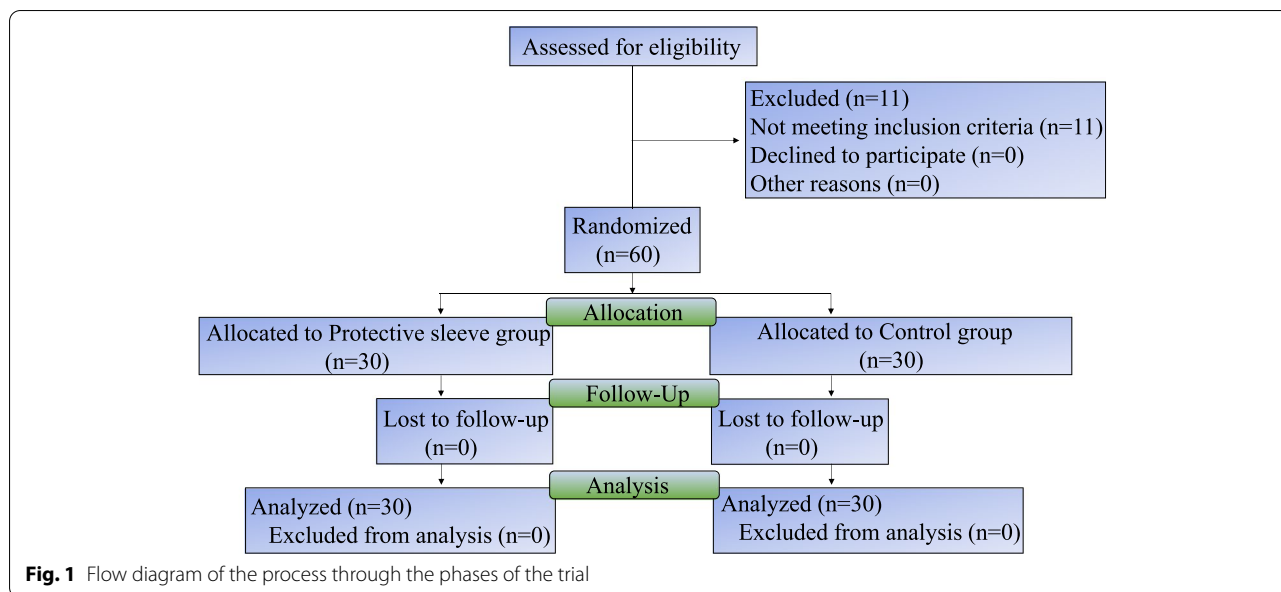 Assessed for eligibility
Excluded (n=11)
Not meeting inclusion criteria (n=11)
Declined to participate (n=0)
Other reasons (n=0)
Randomized
(n=60)
Allocation
Allocated to Protective sleeve group
(n=30)
Allocated to Control group
(n=30)
Follow-Up
Lost to follow-up
(n=0)
Lost to follow-up
(n=0)
Analysis
Analyzed (n=30)
Excluded from analysis (n=0)
Analyzed (n=30)
Excluded from analysis (n=0)
Fig. 1 Flow diagram of the process through the phases of the trial